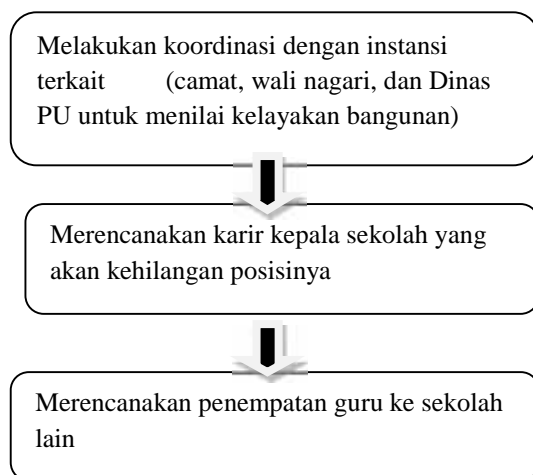 Melakukan koordinasi dengan instansi
terkait (camat, wali nagari, dan Dinas
PU untuk menilai kelayakan bangunan)
Merencanakan karir kepala sekolah yang
akan kehilangan posisinya
Merencanakan penempatan guru ke sekolah
lain